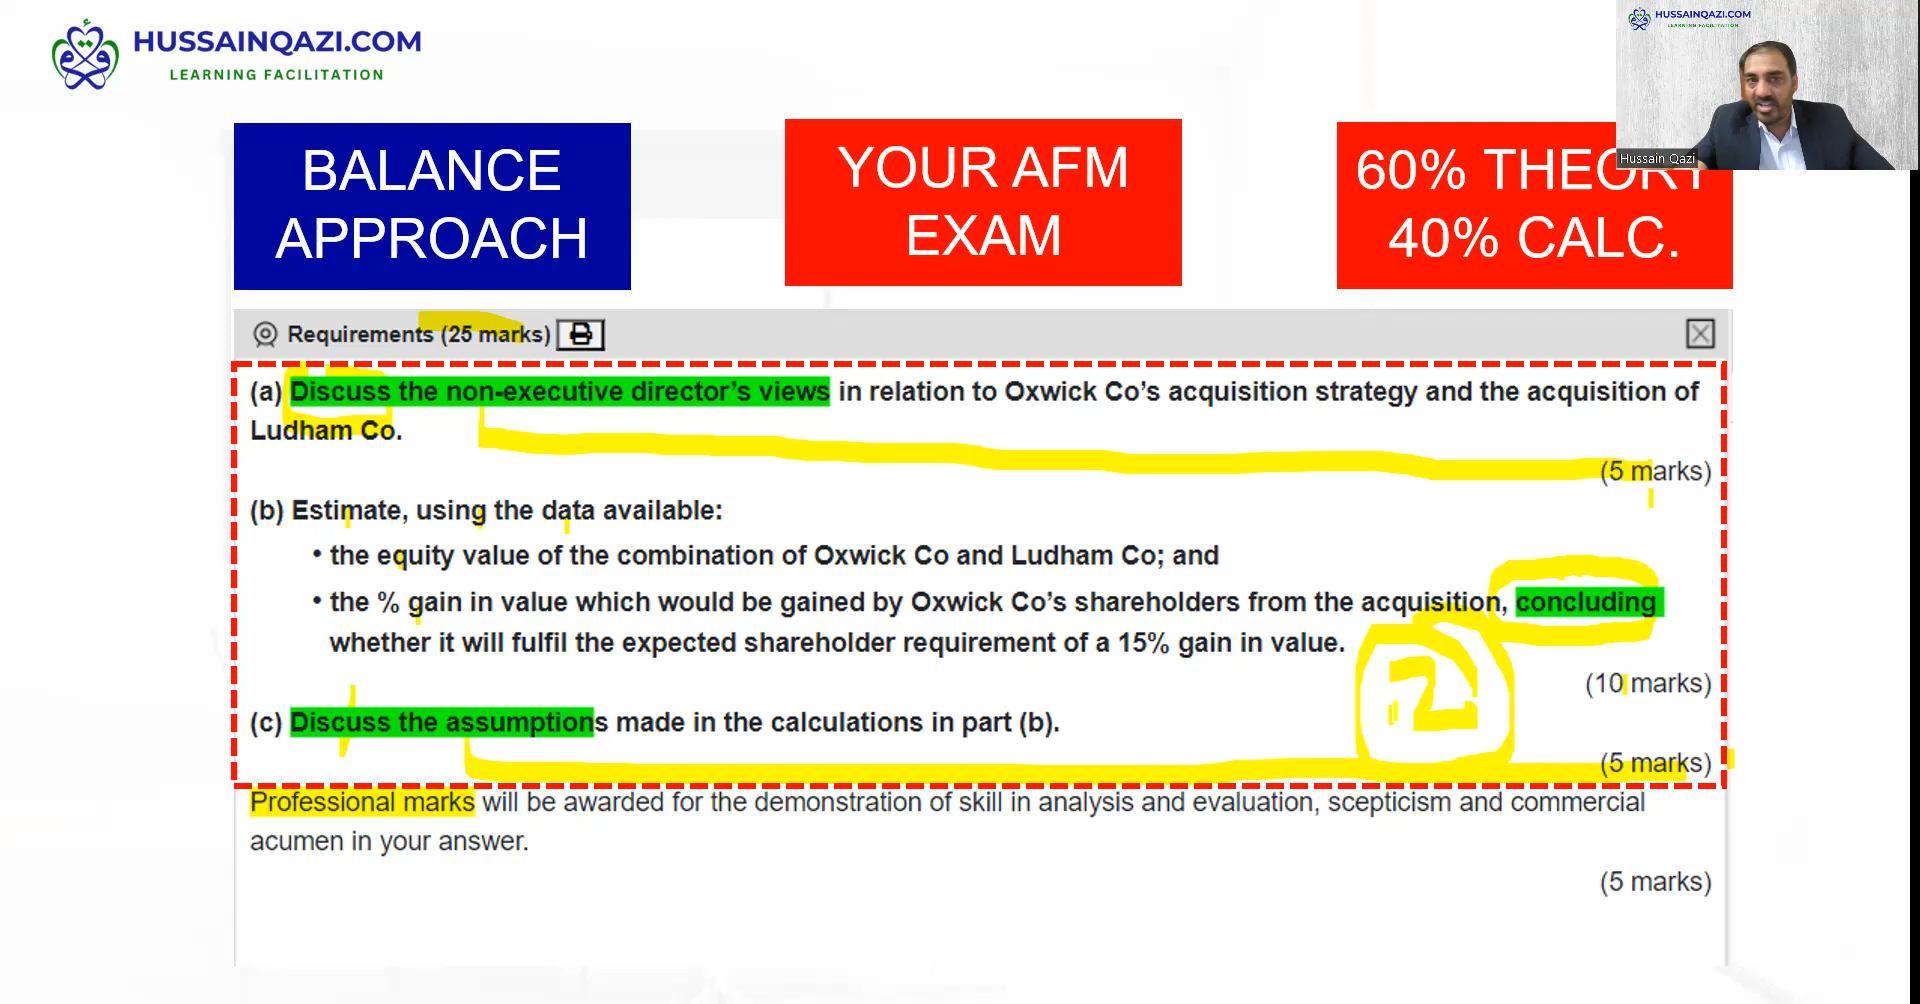 HUSSAINQAZI.COM
LEARNING FACILITATION
HUSSAINQAZI.COM
LEARNING FACILITATION
Hussain Qazi
BALANCE
APPROACH
YOUR AFM
EXAM
60% THEORY
40% CALC.
Requirements (25 marks)
(a) Discuss the non-executive director's views in relation to Oxwick Co's acquisition strategy and the acquisition of
Ludham Co.
(5 marks)
(b) Estimate, using the data available:
• the equity value of the combination of Oxwick Co and Ludham Co; and
• the % gain in value which would be gained by Oxwick Co's shareholders from the acquisition, concluding
whether it will fulfil the expected shareholder requirement of a 15% gain in value.
2
(10 marks)
(c) Discuss the assumptions made in the calculations in part (b).
(5 marks)
Professional marks will be awarded for the demonstration of skill in analysis and evaluation, scepticism and commercial
acumen in your answer.
(5 marks)